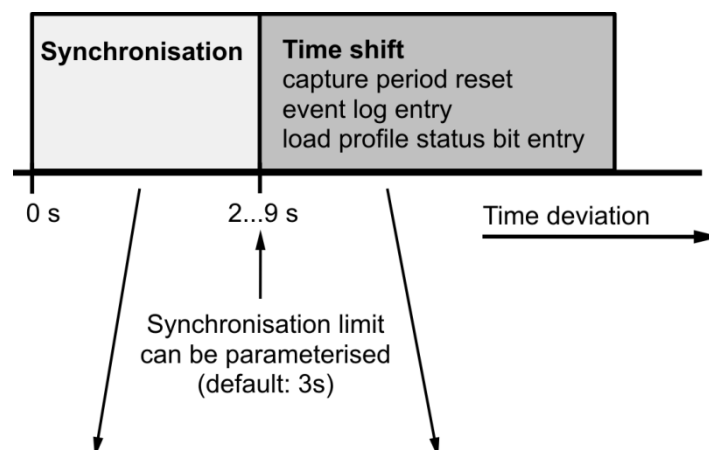 Synchronisation
Time shift
capture period reset
event log entry
load profile status bit entry
0 s
2...9 s
Time deviation
Synchronisation limit
can be parameterised
(default: 3s)